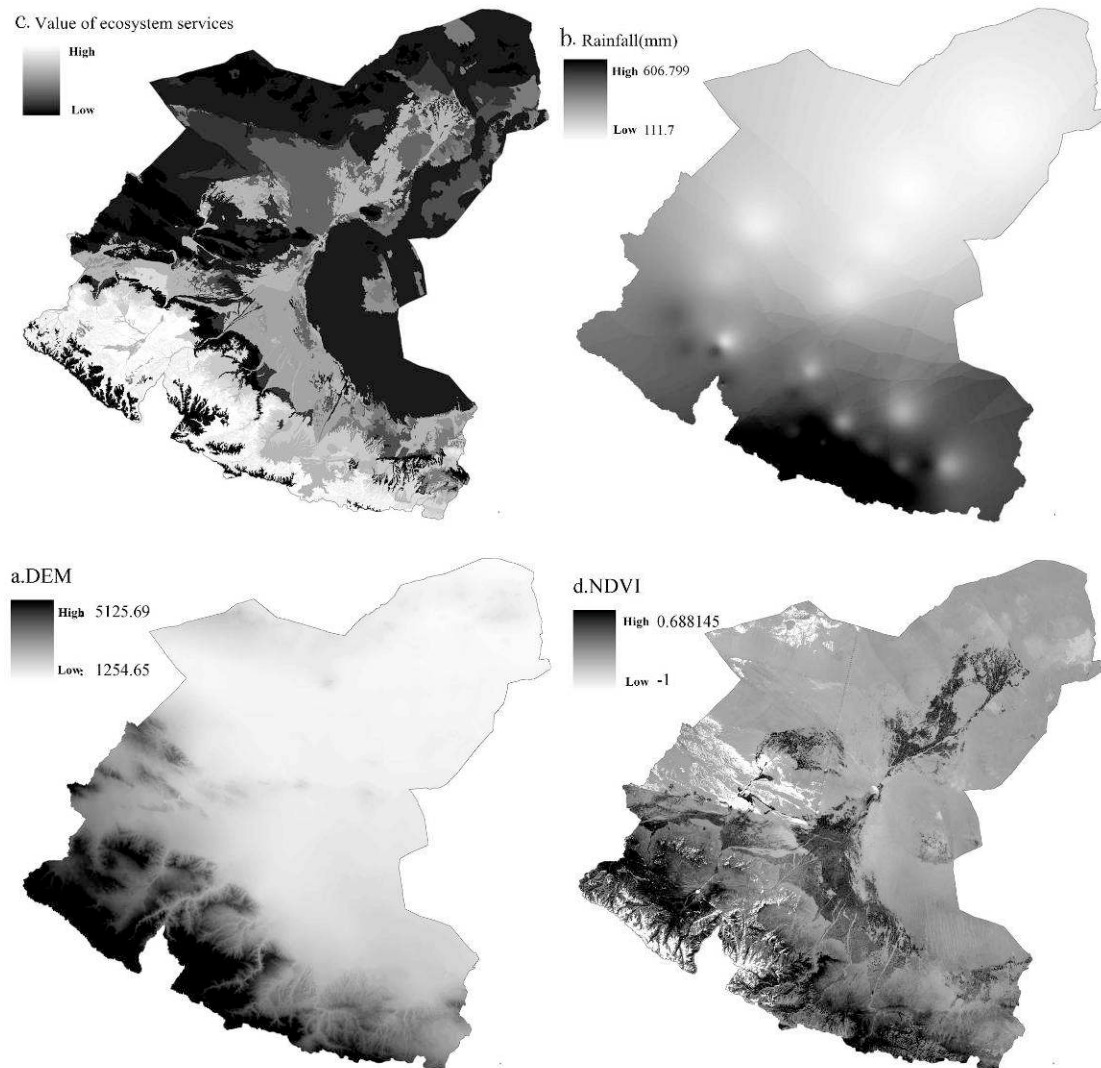 c. Value of ecosystem services
High
Low
b. Rainfall(mm)
High 606.799
Low 111.7
a.DEM
High 5125.69
Low: 1254.65
d.NDVI
High 0.688145
Low -1